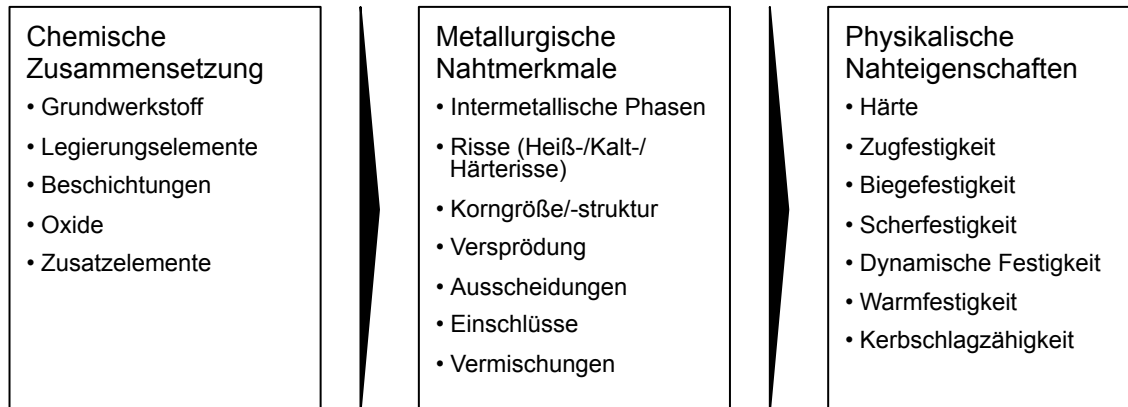 Chemische
Zusammensetzung
• Grundwerkstoff
• Legierungselemente
• Beschichtungen
• Oxide
• Zusatzelemente
Metallurgische
Nahtmerkmale
• Intermetallische Phasen
• Risse (Heiß-/Kalt-/
Härterisse)
• Korngröße/-struktur
• Versprödung
• Ausscheidungen
• Einschlüsse
• Vermischungen
Physikalische
Nahteigenschaften
• Härte
• Zugfestigkeit
• Biegefestigkeit
• Scherfestigkeit
• Dynamische Festigkeit
• Warmfestigkeit
• Kerbschlagzähigkeit